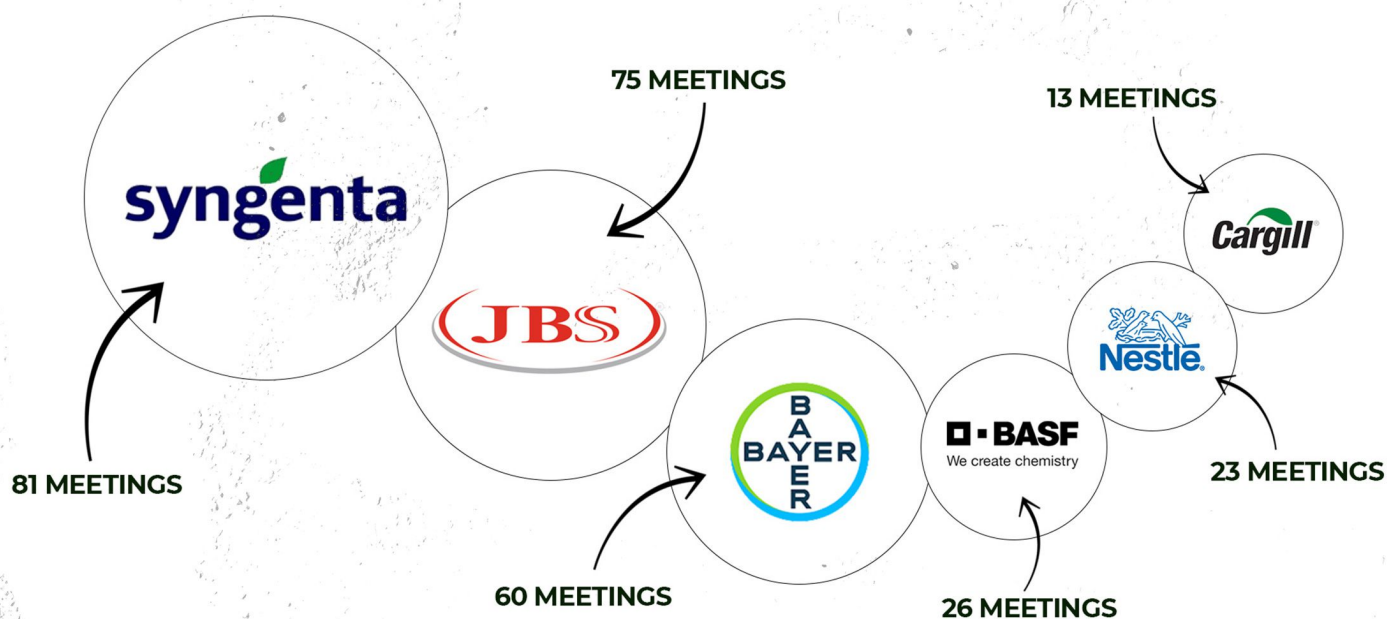 75 MEETINGS
13 MEETINGS
syngenta
Cargill
JBS
Nestlé
BAYER
BAYER
BASF
We create chemistry
81 MEETINGS
23 MEETINGS
60 MEETINGS
26 MEETINGS